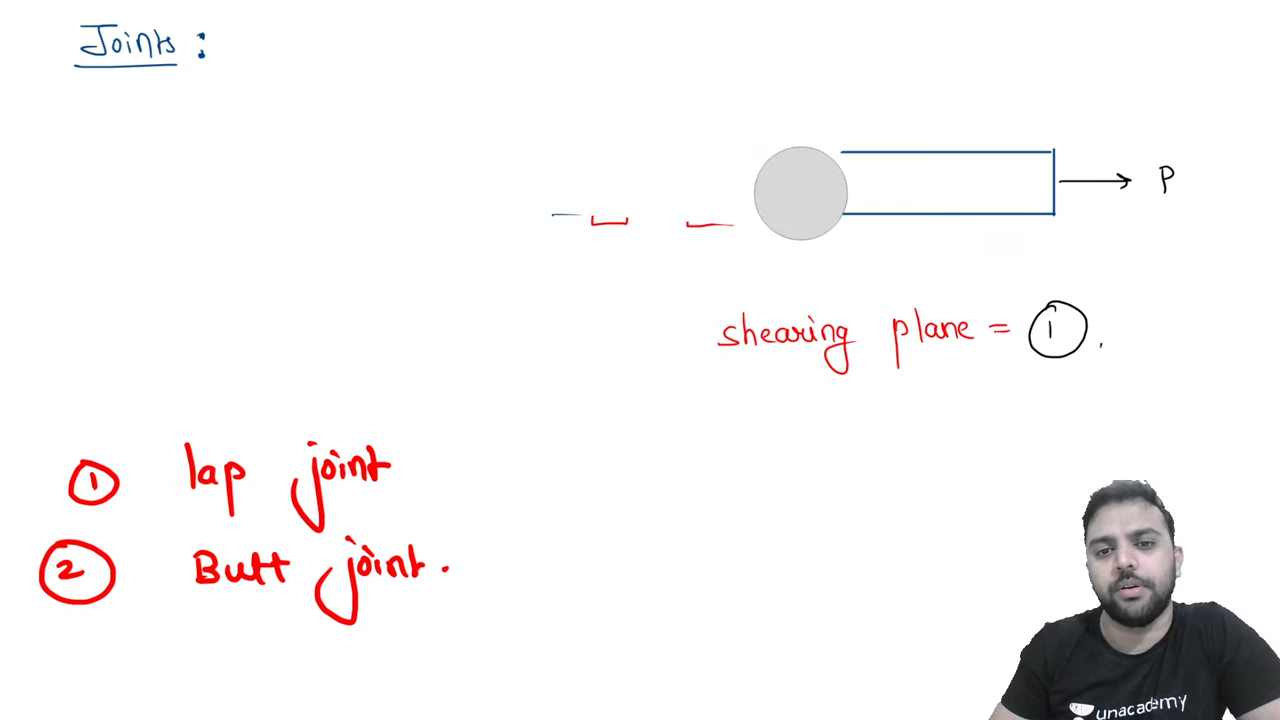 Joints :
P
shearing plane = 1 .
1 lap joint
2 Butt joint .
unacademy